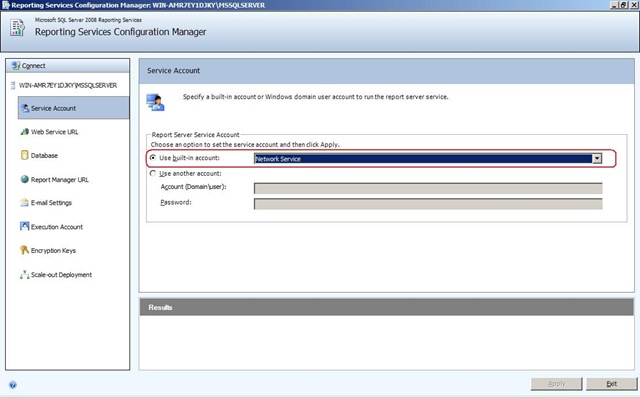 Reporting Services Configuration Manager: WIN-AMR7EY1DJKY\MSSQLSERVER
Microsoft SQL Server 2008 Reporting Services
Reporting Services Configuration Manager
Connect
WIN-AMR7EY1DJKY\MSSQLSERVER
Service Account
Web Service URL
Database
Report Manager URL
E-mail Settings
Execution Account
Encryption Keys
Scale-out Deployment
Service Account
Specify a built-in account or Windows domain user account to run the report server service.
Report Server Service Account
Choose an option to set the service account and then click Apply.
Use built-in account: Network Service
Use another account:
Account (Domain\user):
Password:
Results
Apply Exit